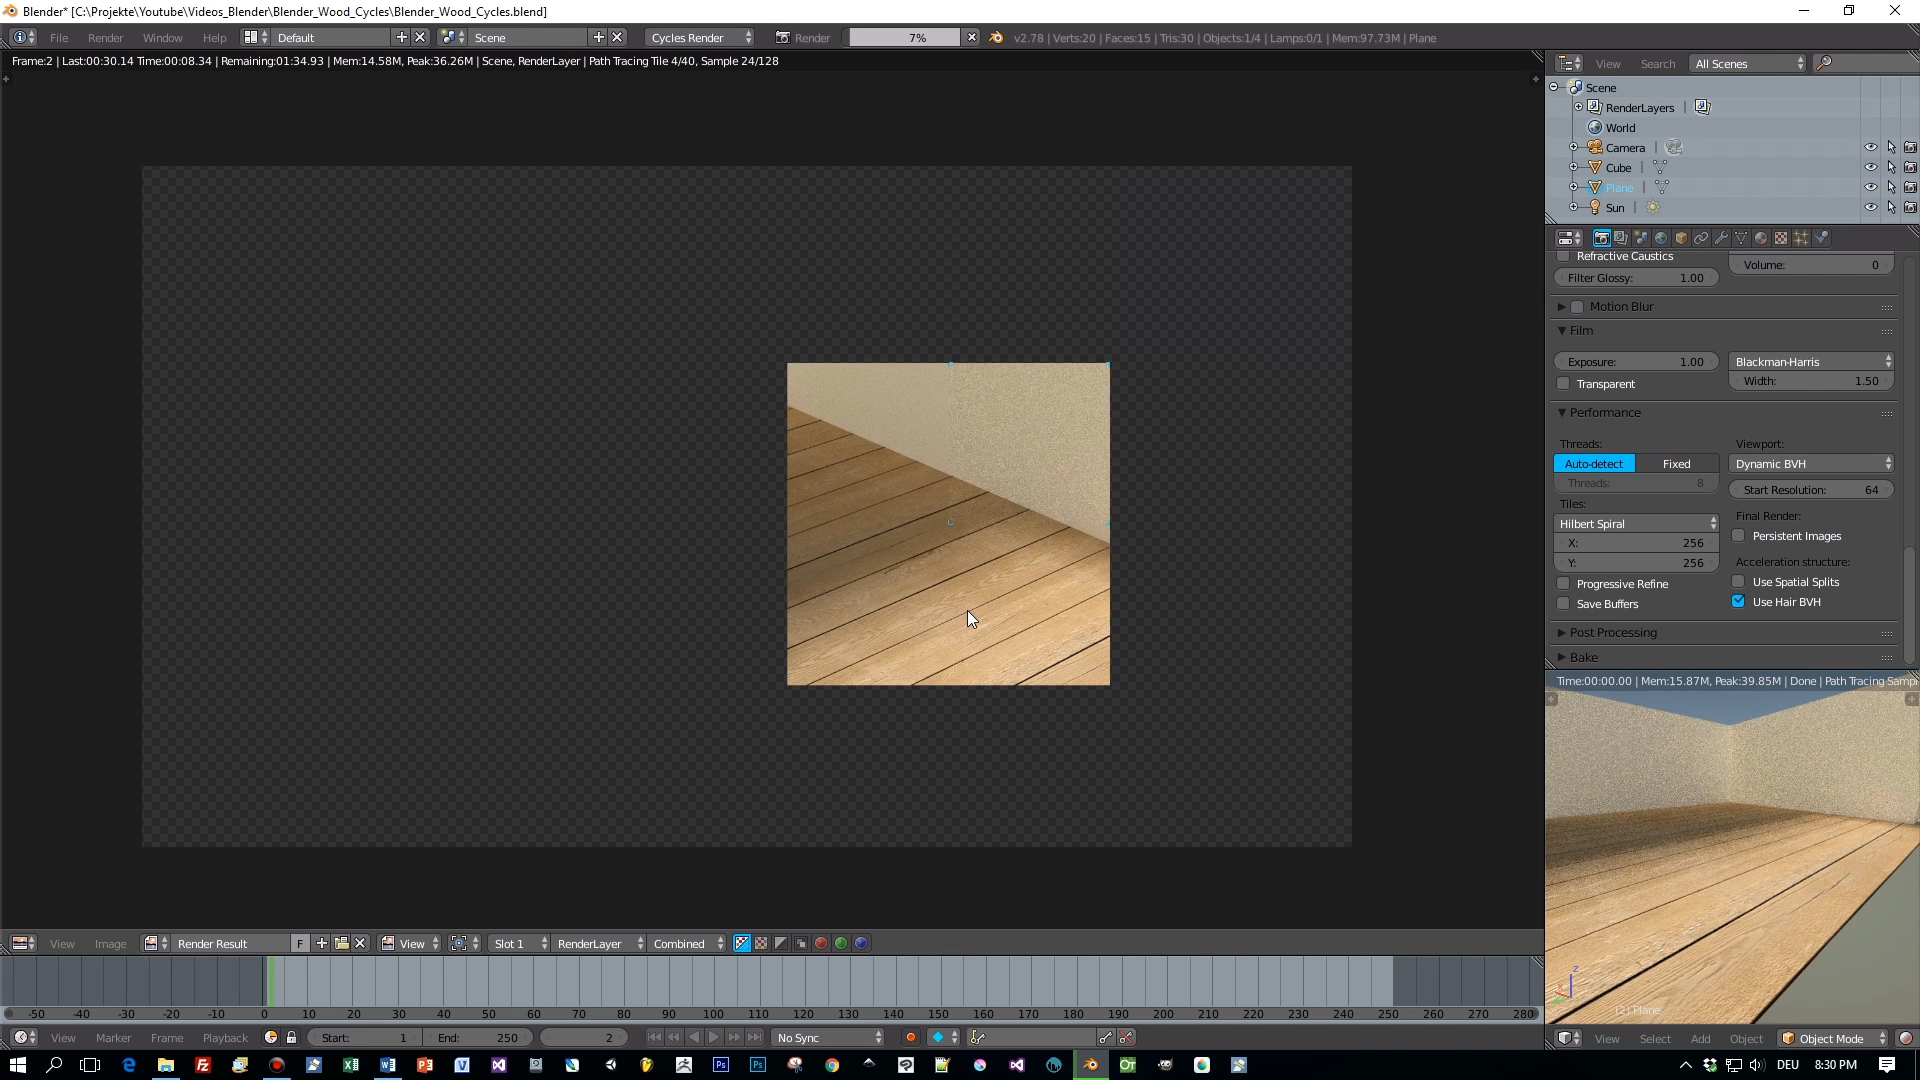 Blender* [C:\Projekte\Youtube\Videos_Blender\Blender_Wood_Cycles\Blender_Wood_Cycles.blend]
File Render Window Help Default Scene Cycles Render Render 7% v2.78 | Verts:20 | Faces:15 | Tris:30 | Objects:1/4 | Lamps:0/1 | Mem:97.73M | Plane
Frame:2 | Last:00:30.14 Time:00:08.34 | Remaining:01:34.93 | Mem:14.58M, Peak:36.26M | Scene, RenderLayer | Path Tracing Tile 4/40, Sample 24/128
View Search All Scenes
Scene
RenderLayers
World
Camera
Cube
Plane
Sun
Refractive Caustics
Volume: 0
Filter Glossy: 1.00
Motion Blur
Film
Exposure: 1.00 Blackman-Harris
Transparent Width: 1.50
Performance
Threads: Viewport:
Auto-detect Fixed Dynamic BVH
Threads: 8 Start Resolution: 64
Tiles: Final Render:
Hilbert Spiral Persistent Images
X: 256
Y: 256 Acceleration structure:
Progressive Refine Use Spatial Splits
Save Buffers Use Hair BVH
Post Processing
Bake
Time:00:00.00 | Mem:15.87M, Peak:39.85M | Done | Path Tracing Sampl
z
(2) Plane
View Image Render Result F View Slot 1 RenderLayer Combined
-50 -40 -30 -20 -10 0 10 20 30 40 50 60 70 80 90 100 110 120 130 140 150 160 170 180 190 200 210 220 230 240 250 260 270 280
View Marker Frame Playback Start: 1 End: 250 2 No Sync
View Select Add Object Object Mode
DEU 8:30 PM